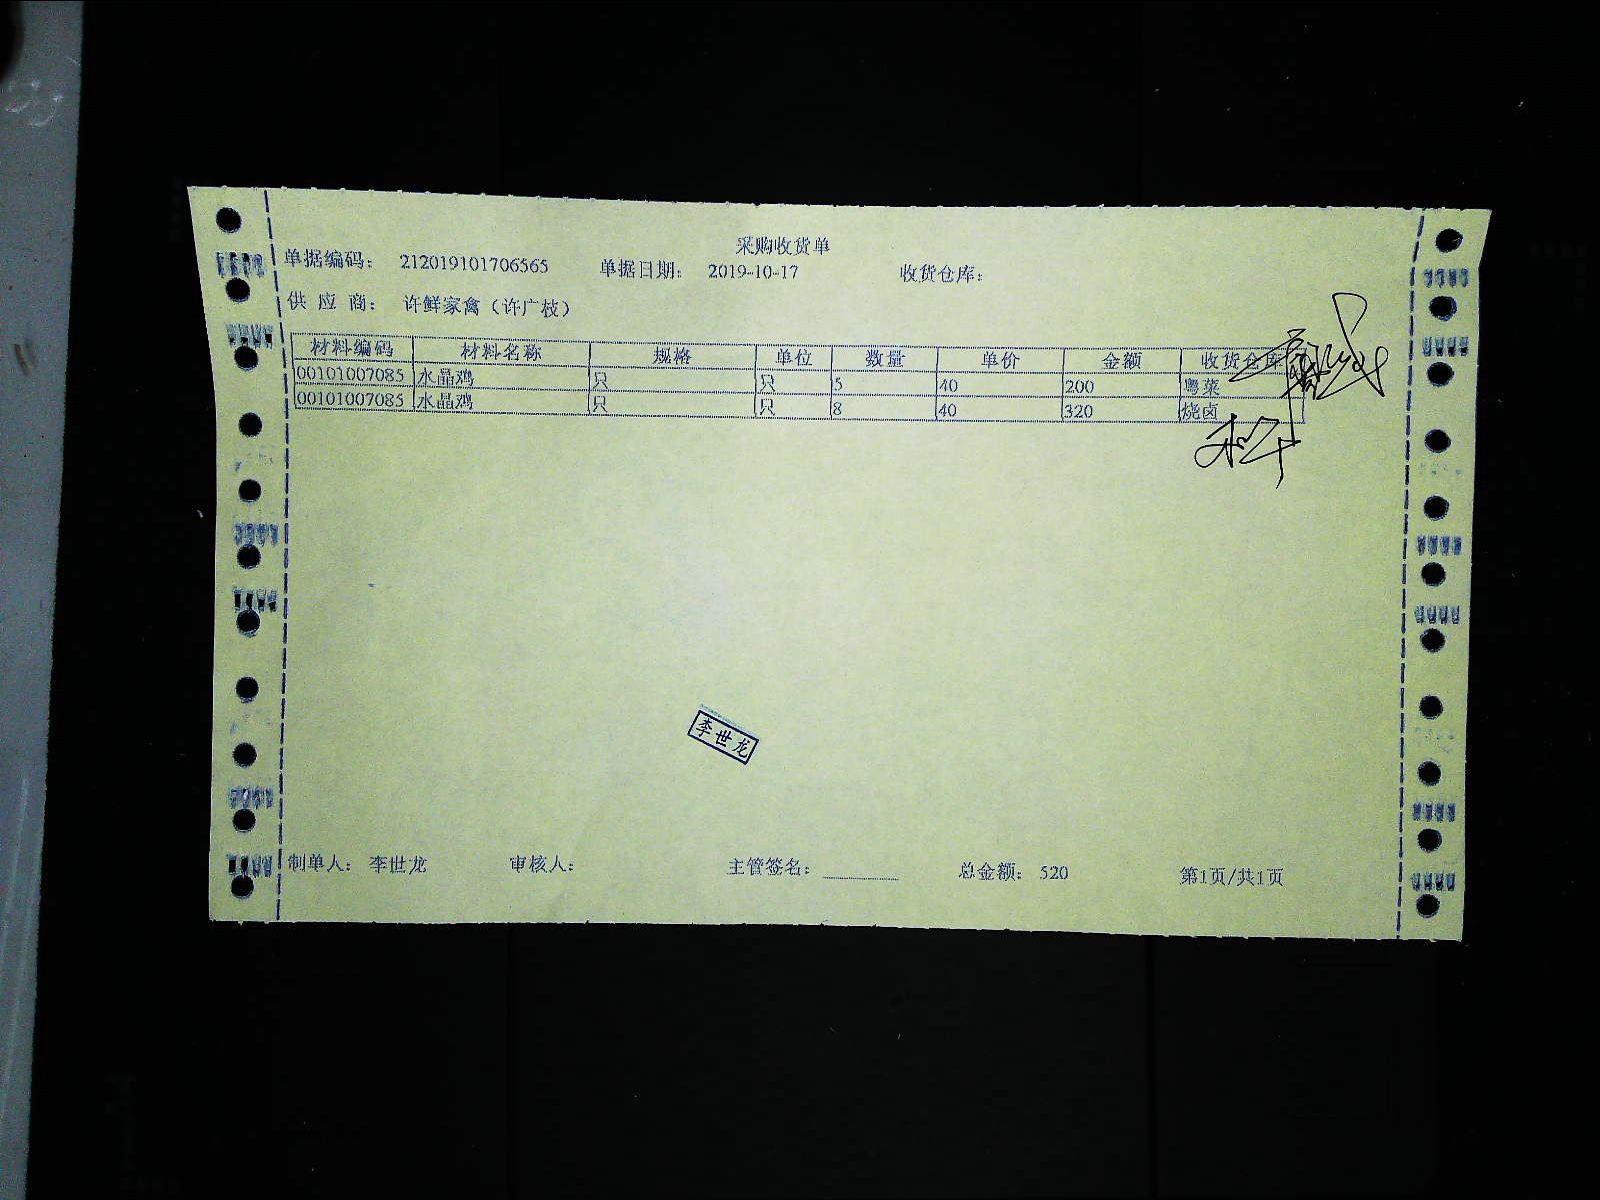 采购收货单
单据编码： 212019101706565 单据日期： 2019-10-17 收货仓库：
供 应 商： 许鲜家禽（许广枝）
材料编码 材料名称 规格 单位 数量 单价 金额 收货仓库
00101007085 水晶鸡 只 只 5 40 200 粤菜
00101007085 水晶鸡 只 只 8 40 320 烧卤
李世龙
制单人： 李世龙 审核人： 主管签名： 总金额： 520 第1页/共1页